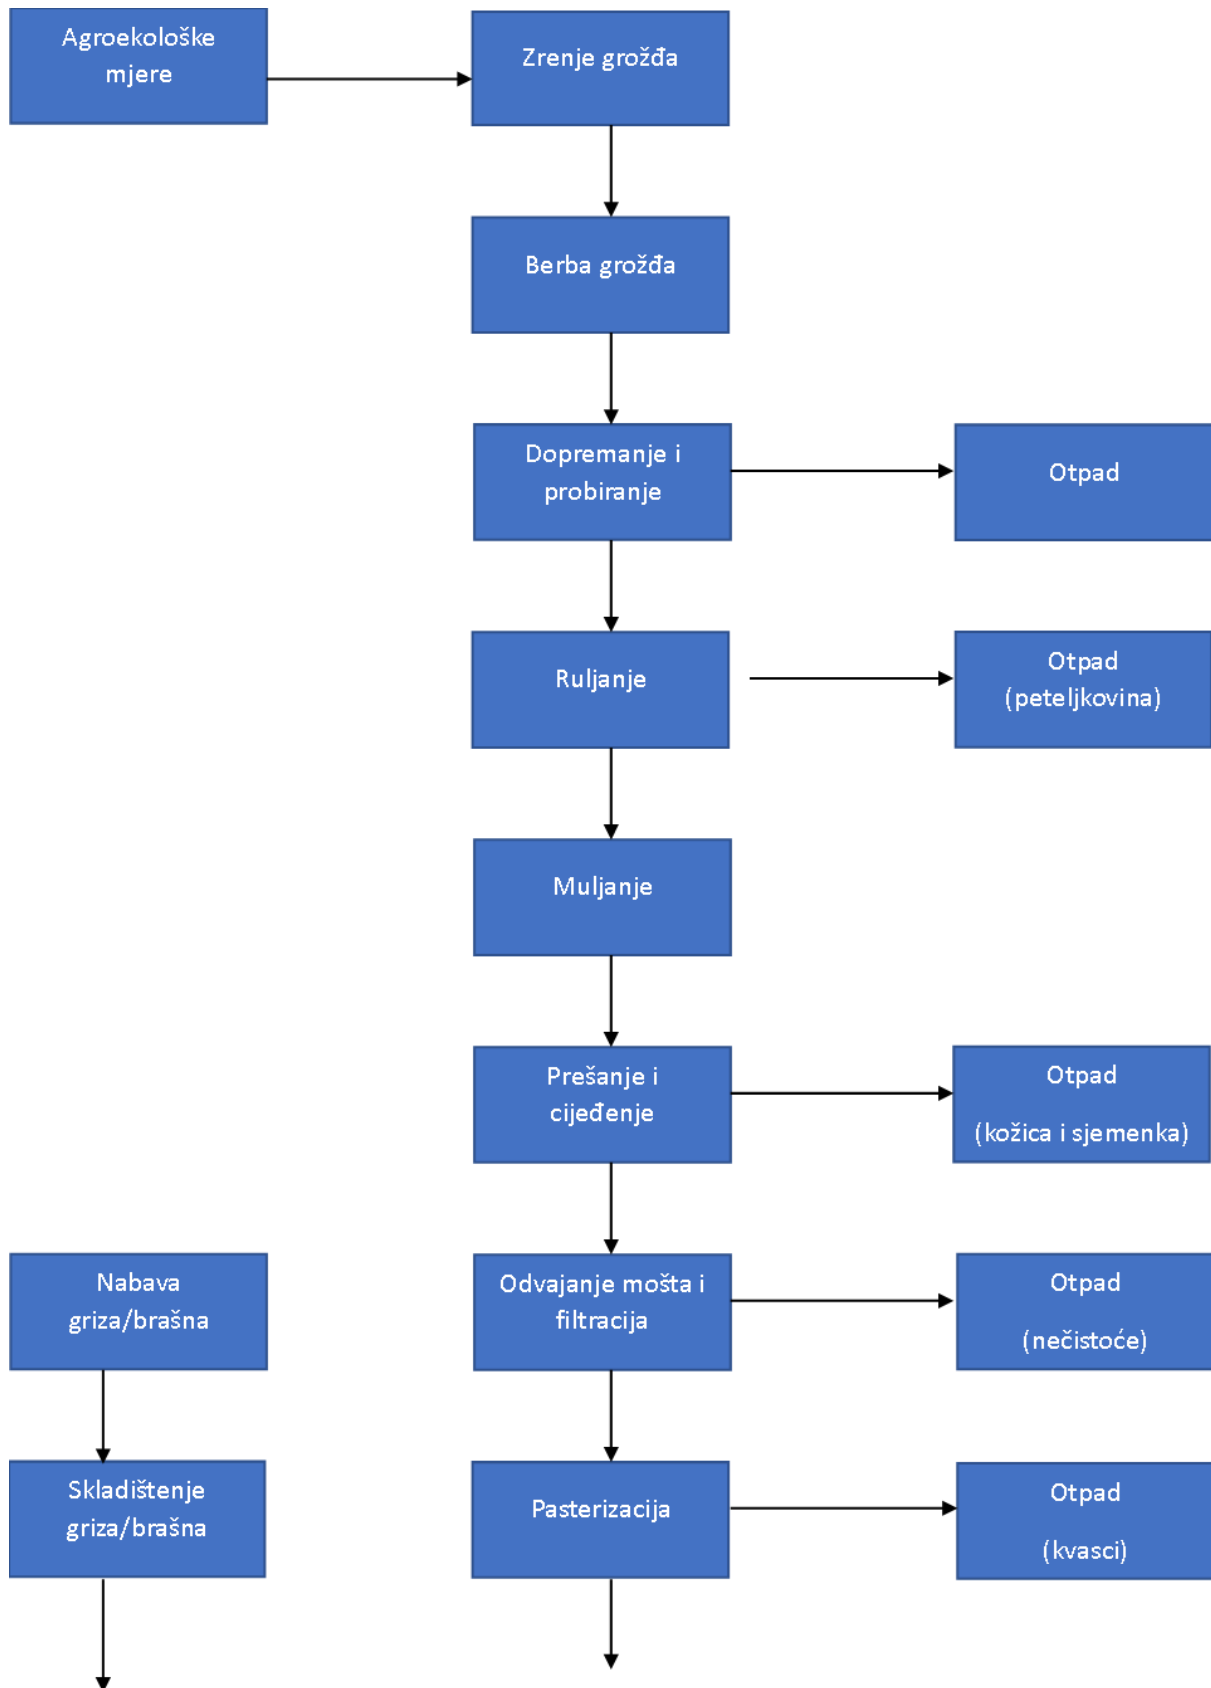 Agroekološke
mjere
Zrenje grožđa
Berba grožđa
Dopremanje i
probiranje
Otpad
Ruljanje
Otpad
(peteljkovina)
Muljanje
Prešanje i
cijeđenje
Otpad
(kožica i sjemenka)
Nabava
griza/brašna
Odvajanje mošta i
filtracija
Otpad
(nečistoće)
Skladištenje
griza/brašna
Pasterizacija
Otpad
(kvasci)